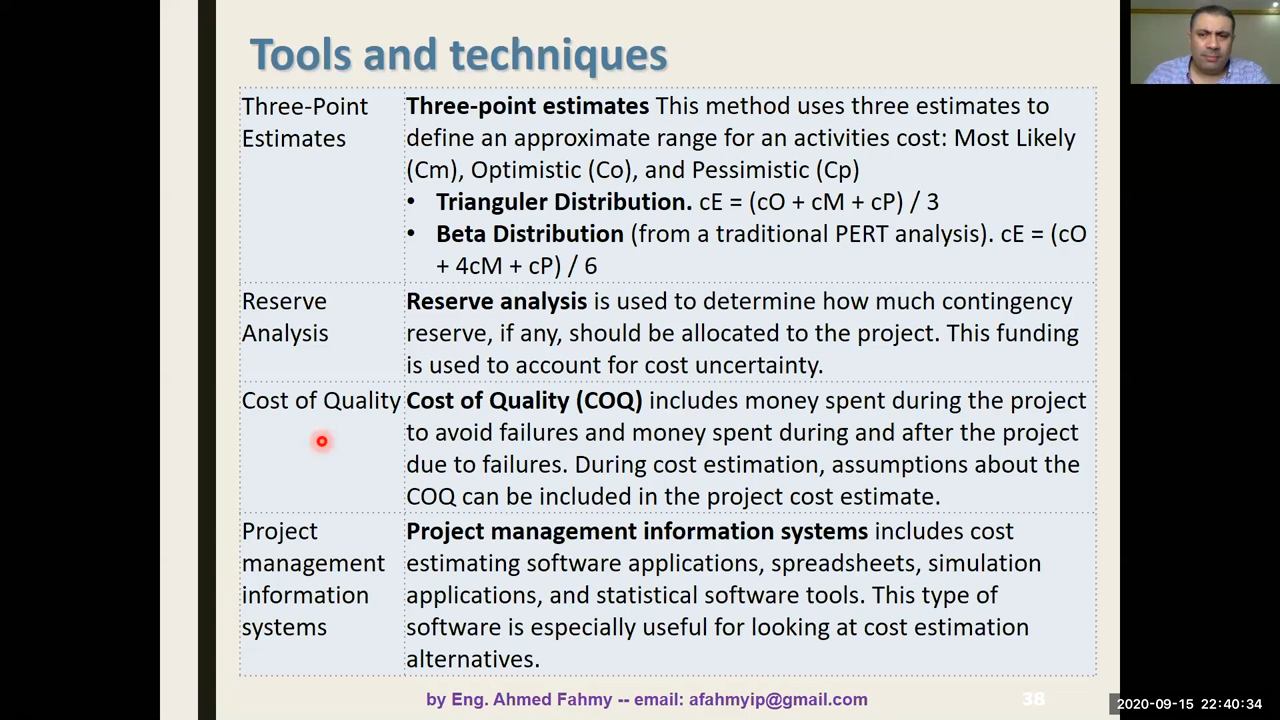 Tools and techniques
Three-Point
Estimates
Three-point estimates This method uses three estimates to
define an approximate range for an activities cost: Most Likely
(Cm), Optimistic (Co), and Pessimistic (Cp)
• Trianguler Distribution. cE = (cO + cM + cP) / 3
• Beta Distribution (from a traditional PERT analysis). cE = (cO
+ 4cM + cP) / 6
Reserve
Analysis
Reserve analysis is used to determine how much contingency
reserve, if any, should be allocated to the project. This funding
is used to account for cost uncertainty.
Cost of Quality
Cost of Quality (COQ) includes money spent during the project
to avoid failures and money spent during and after the project
due to failures. During cost estimation, assumptions about the
COQ can be included in the project cost estimate.
Project
management
information
systems
Project management information systems includes cost
estimating software applications, spreadsheets, simulation
applications, and statistical software tools. This type of
software is especially useful for looking at cost estimation
alternatives.
by Eng. Ahmed Fahmy -- email: afahmyip@gmail.com
38
2020-09-15 22:40:34